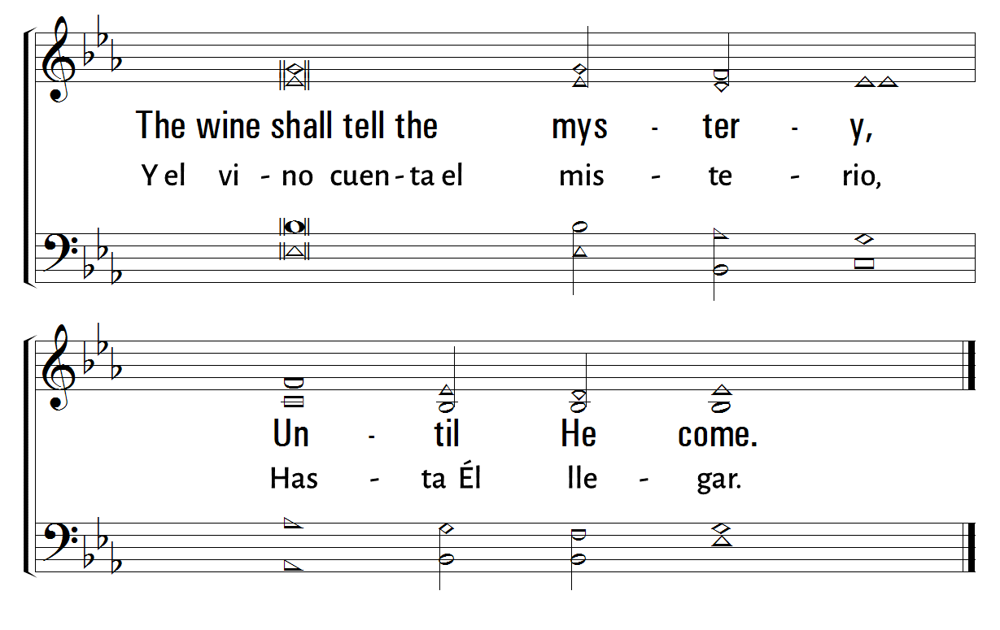 The wine shall tell the mys - ter - y,
Y el vi - no cuen - ta el mis - te - rio,
Un - til He come.
Has - ta Él lle - gar.